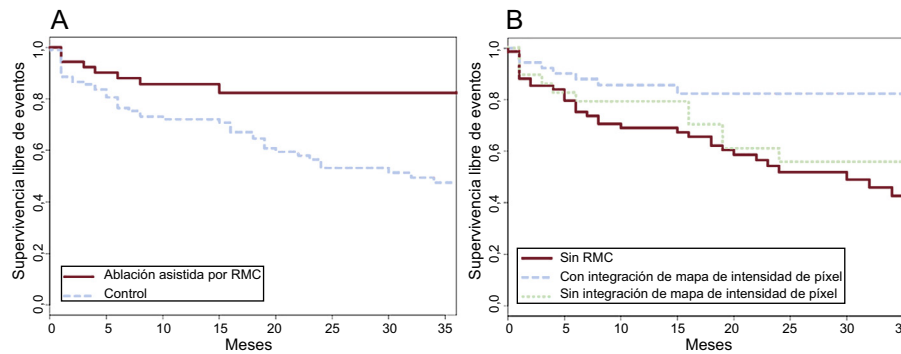 A
Supervivencia libre de eventos
1,0
0,8
0,6
0,4
0,2
0,0
Ablación asistida por RMC
Control
0 5 10 15 20 25 30 35
Meses
B
Supervivencia libre de eventos
1,0
0,8
0,6
0,4
0,2
0,0
Sin RMC
Con integración de mapa de intensidad de píxel
Sin integración de mapa de intensidad de píxel
0 5 10 15 20 25 30 35
Meses